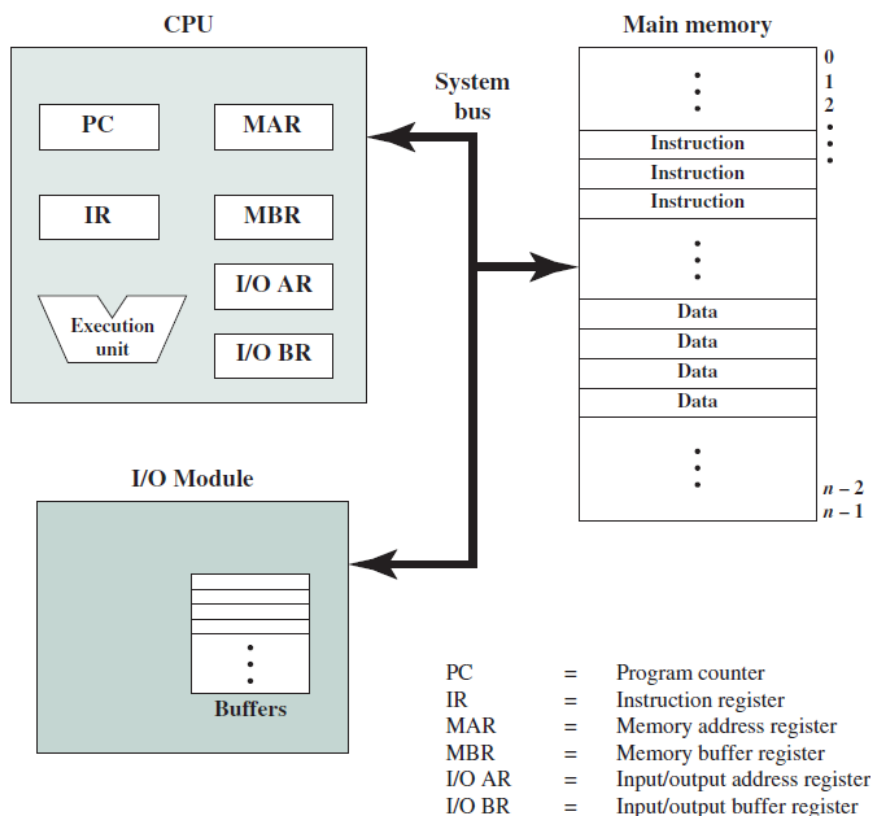 CPU
PC
MAR
IR
MBR
I/O AR
Execution
unit
I/O BR
System
bus
Main memory
0
1
2
Instruction
Instruction
Instruction
Data
Data
Data
Data
n – 2
n – 1
I/O Module
Buffers
PC = Program counter
IR = Instruction register
MAR = Memory address register
MBR = Memory buffer register
I/O AR = Input/output address register
I/O BR = Input/output buffer register